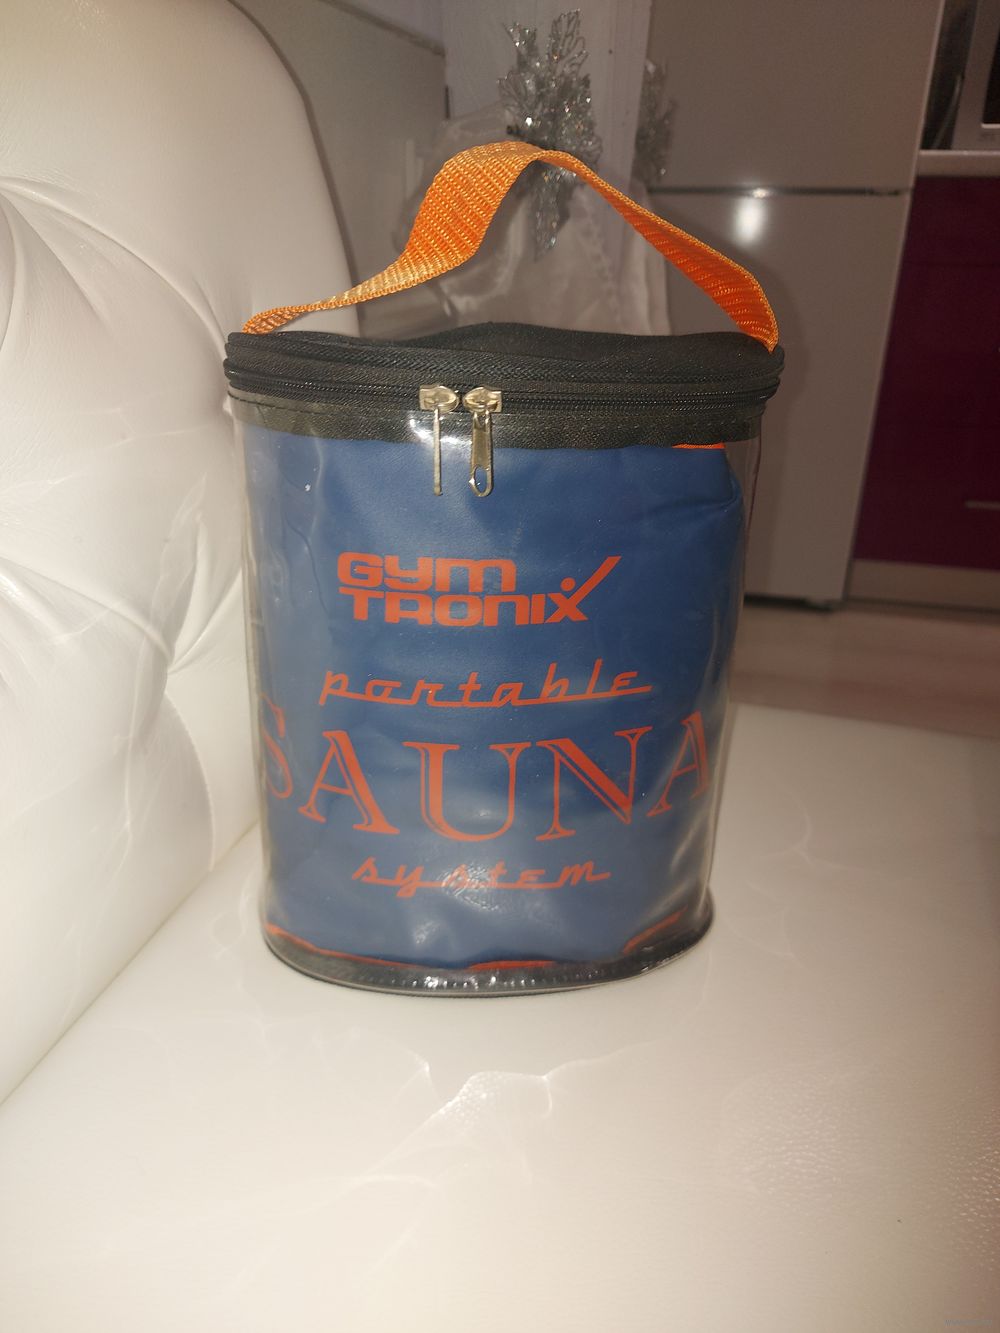 GYM
TRONIX
portable
SAUNA
system